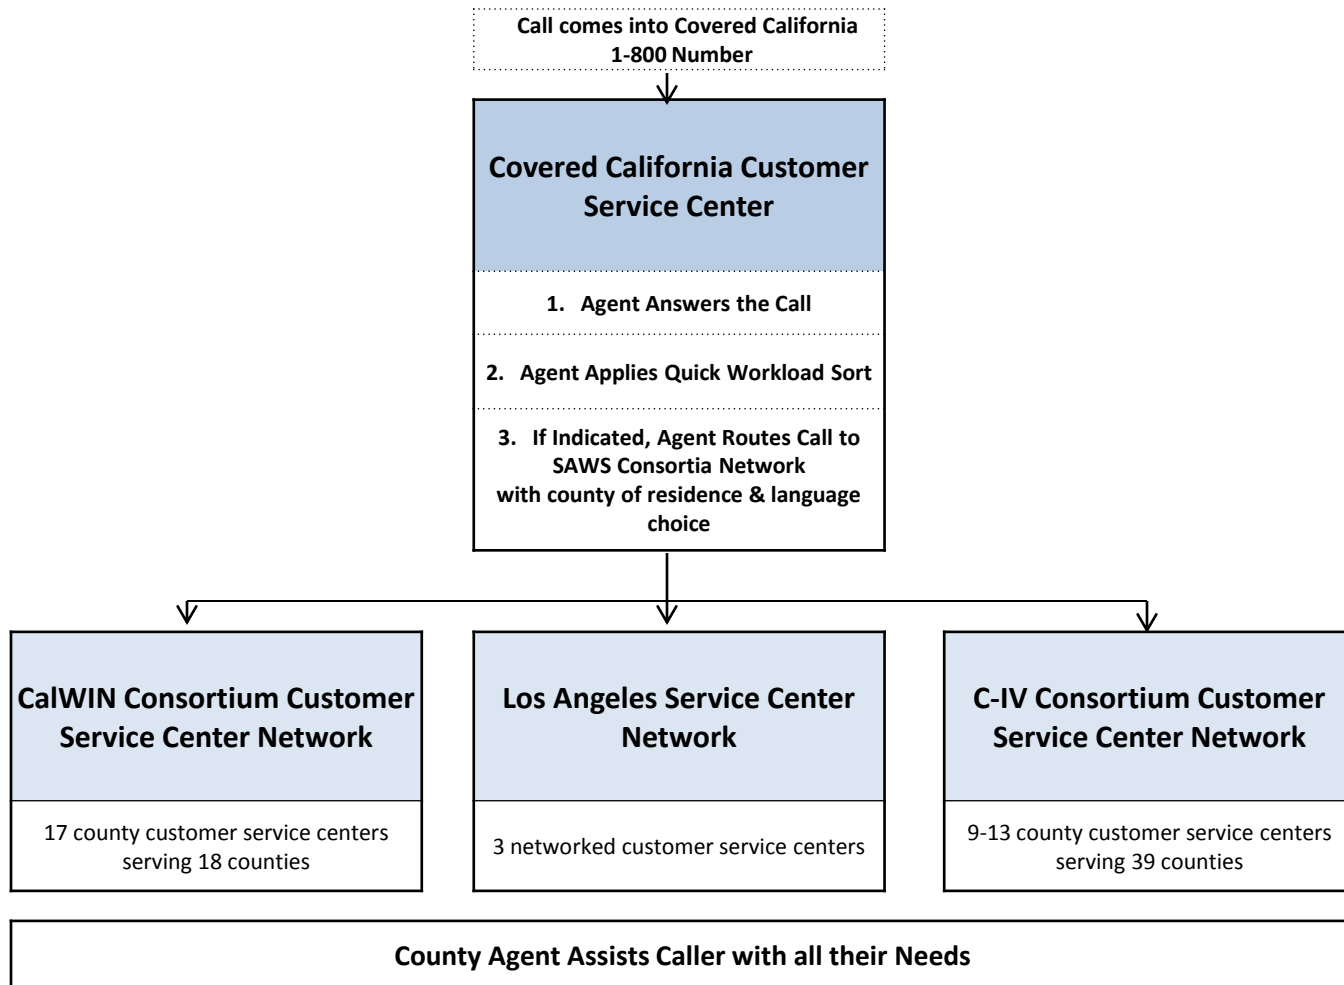 Call comes into Covered California
1-800 Number
Covered California Customer
Service Center
1. Agent Answers the Call
2. Agent Applies Quick Workload Sort
3. If Indicated, Agent Routes Call to
SAWS Consortia Network
with county of residence & language
choice
CalWIN Consortium Customer
Service Center Network
17 county customer service centers
serving 18 counties
Los Angeles Service Center
Network
3 networked customer service centers
C-IV Consortium Customer
Service Center Network
9-13 county customer service centers
serving 39 counties
County Agent Assists Caller with all their Needs